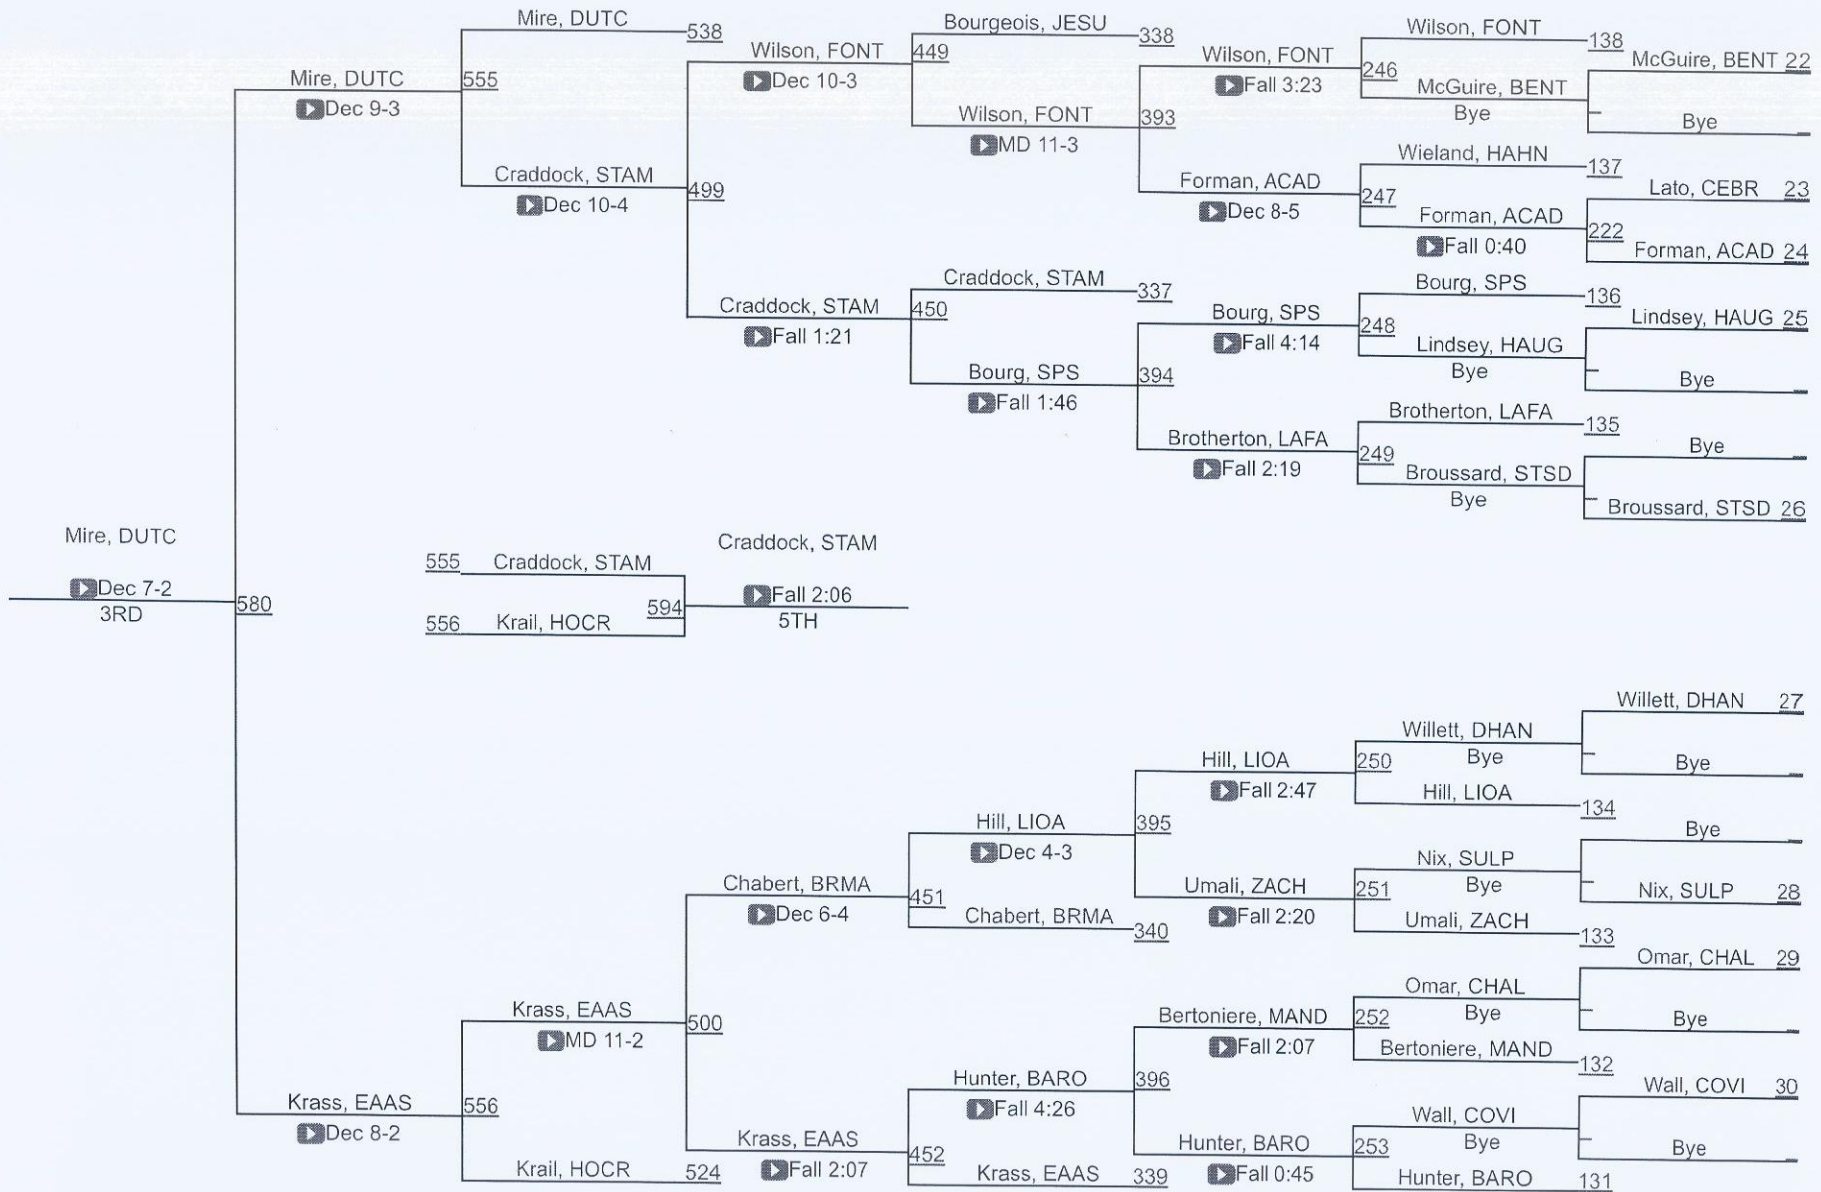 Mire, DUTC
538
Mire, DUTC
Dec 9-3
555
Craddock, STAM
Dec 10-4
499
Wilson, FONT
Dec 10-3
449
Bourgeois, JESU
338
Wilson, FONT
MD 11-3
393
Wilson, FONT
Fall 3:23
246
Wilson, FONT
138
McGuire, BENT
Bye
McGuire, BENT 22
Bye
Forman, ACAD
Dec 8-5
247
Wieland, HAHN
137
Forman, ACAD
Fall 0:40
222
Lato, CEBR 23
Forman, ACAD 24
Craddock, STAM
Fall 1:21
450
Craddock, STAM
337
Bourg, SPS
Fall 1:46
394
Bourg, SPS
Fall 4:14
248
Bourg, SPS
136
Lindsey, HAUG
Bye
Lindsey, HAUG 25
Bye
Brotherton, LAFA
Fall 2:19
249
Brotherton, LAFA
135
Broussard, STSD
Bye
Bye
Broussard, STSD 26
Mire, DUTC
Dec 7-2
3RD
580
555 Craddock, STAM
556 Krail, HOCR
594
Craddock, STAM
Fall 2:06
5TH
Krass, EAAS
Dec 8-2
556
Krass, EAAS
MD 11-2
500
Krail, HOCR
524
Chabert, BRMA
Dec 6-4
451
Hill, LIOA
Dec 4-3
395
Chabert, BRMA
340
Hill, LIOA
Fall 2:47
250
Willett, DHAN
Bye
Willett, DHAN 27
Bye
Hill, LIOA
134
Umali, ZACH
Fall 2:20
251
Nix, SULP
Bye
Bye
Nix, SULP 28
Umali, ZACH
133
Krass, EAAS
Fall 2:07
452
Hunter, BARO
Fall 4:26
396
Krass, EAAS
339
Bertoniere, MAND
Fall 2:07
252
Omar, CHAL
Bye
Omar, CHAL 29
Bye
Bertoniere, MAND
132
Hunter, BARO
Fall 0:45
253
Wall, COVI
Bye
Wall, COVI 30
Bye
Hunter, BARO
131